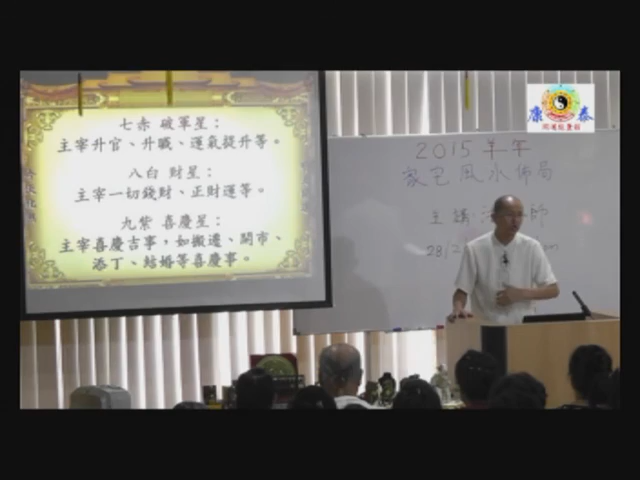 七赤 破軍星：
主宰升官、升職、運氣提升等。
八白 財星：
主宰一切錢財、正財運等。
九紫 喜慶星：
主宰喜慶吉事，如搬遷、開市、
添丁、結婚等喜慶事。
康 泰
2015 羊年
家宅風水佈局
主講
師
28/2